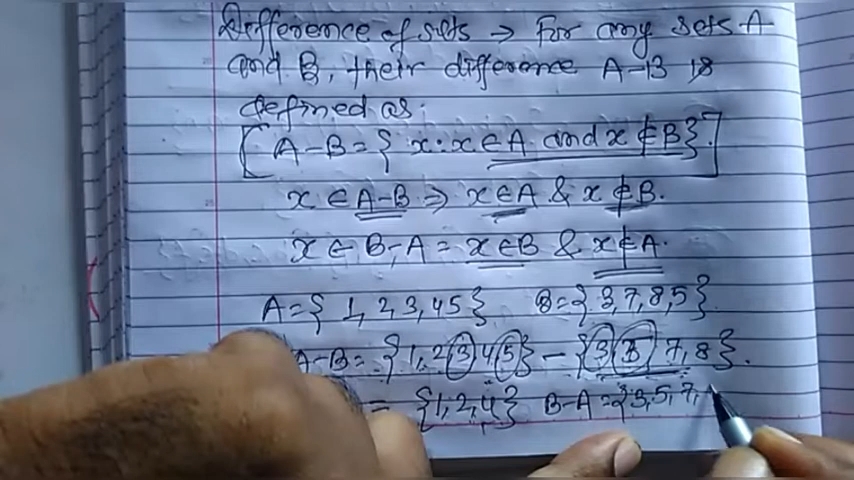 Difference of sets → For any sets A
and B, their difference A-B is
defined as:
[A-B = { x : x ∈ A and x ∉ B}]
x ∈ A-B ⇒ x ∈ A & x ∉ B.
x ∈ B-A = x ∈ B & x ∉ A.
A = { 1, 2 3, 4 5 } B = { 3, 7, 8, 5 }
A-B = { 1, 2 3 4 5 } - { 3, 5 7, 8 }.
= {1, 2, 4} B-A = {3, 5, 7,